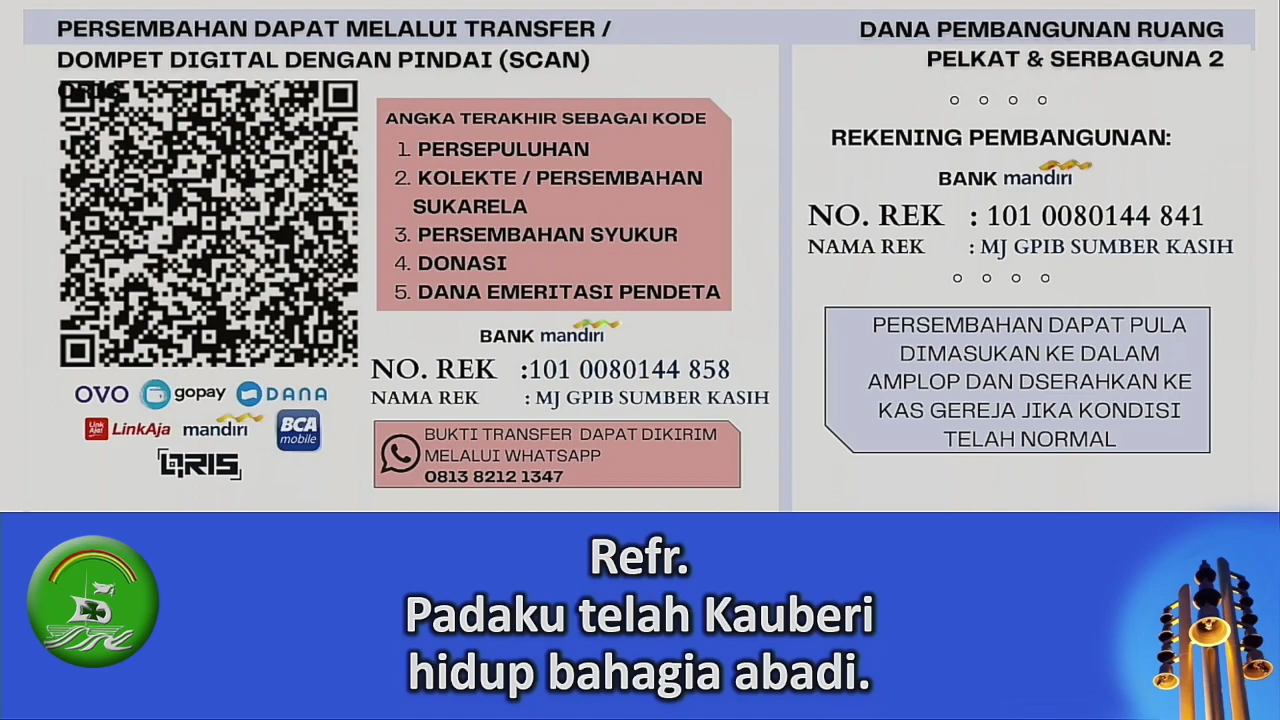 PERSEMBAHAN DAPAT MELALUI TRANSFER /
DOMPET DIGITAL DENGAN PINDAI (SCAN)
QRIS
ANGKA TERAKHIR SEBAGAI KODE
1. PERSEPULUHAN
2. KOLEKTE / PERSEMBAHAN
SUKARELA
3. PERSEMBAHAN SYUKUR
4. DONASI
5. DANA EMERITASI PENDETA
BANK mandiri
NO. REK :101 0080144 858
NAMA REK : MJ GPIB SUMBER KASIH
BUKTI TRANSFER DAPAT DIKIRIM
MELALUI WHATSAPP
0813 8212 1347
OVO gopay DANA
Link Aja! LinkAja mandiri BCA mobile
QRIS
DANA PEMBANGUNAN RUANG
PELKAT & SERBAGUNA 2
REKENING PEMBANGUNAN:
BANK mandiri
NO. REK : 101 0080144 841
NAMA REK : MJ GPIB SUMBER KASIH
PERSEMBAHAN DAPAT PULA
DIMASUKAN KE DALAM
AMPLOP DAN DSERAHKAN KE
KAS GEREJA JIKA KONDISI
TELAH NORMAL
Refr.
Padaku telah Kauberi
hidup bahagia abadi.